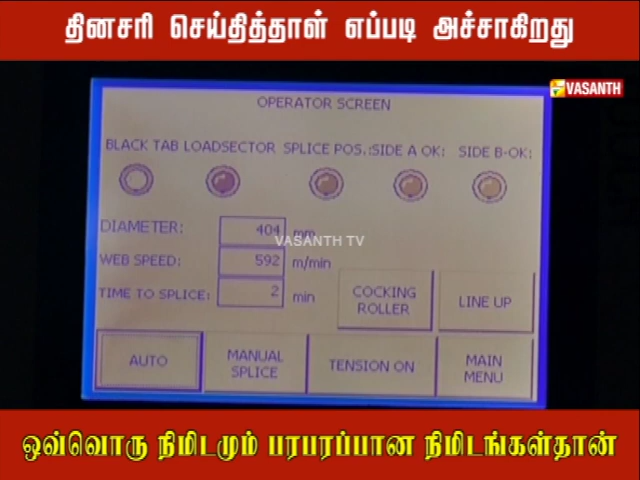 தினசரி செய்தித்தாள் எப்படி அச்சாகிறது
VASANTH
OPERATOR SCREEN
BLACK TAB LOADSECTOR SPLICE POS.: SIDE A OK: SIDE B-OK:
DIAMETER: 404 mm
VASANTH TV
WEB SPEED: 592 m/min
TIME TO SPLICE: 2 min
COCKING ROLLER LINE UP
AUTO MANUAL SPLICE TENSION ON MAIN MENU
ஒவ்வொரு நிமிடமும் பரபரப்பான நிமிடங்கள்தான்